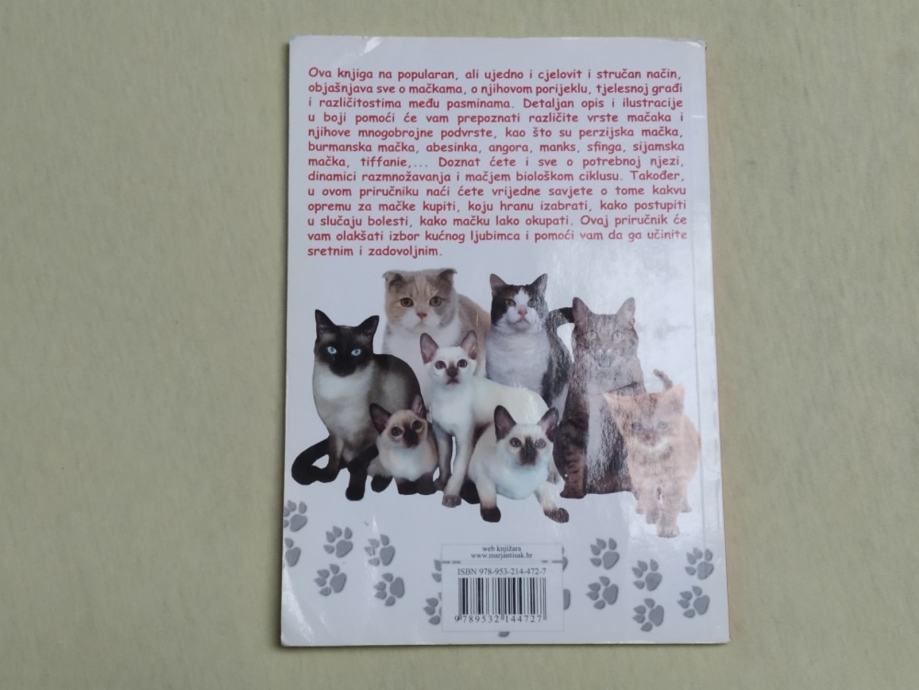 Ova knjiga na popularan, ali ujedno i cjelovit i stručan način,
objašnjava sve o mačkama, o njihovom porijeklu, tjelesnoj građi
i različitostima među pasminama. Detaljan opis i ilustracije
u boji pomoći će vam prepoznati različite vrste mačaka i
njihove mnogobrojne podvrste, kao što su perzijska mačka,
burmanska mačka, abesinka, angora, manks, sfinga, sijamska
mačka, tiffanie,... Doznat ćete i sve o potrebnoj njezi,
dinamici razmnožavanja i mačjem biološkom ciklusu. Također,
u ovom priručniku naći ćete vrijedne savjete o tome kakvu
opremu za mačke kupiti, koju hranu izabrati, kako postupiti
u slučaju bolesti, kako mačku lako okupati. Ovaj priručnik će
vam olakšati izbor kućnog ljubimca i pomoći vam da ga učinite
sretnim i zadovoljnim.
web knjižara
www.marjantisak.hr
ISBN 978-953-214-472-7
9 789532 144727